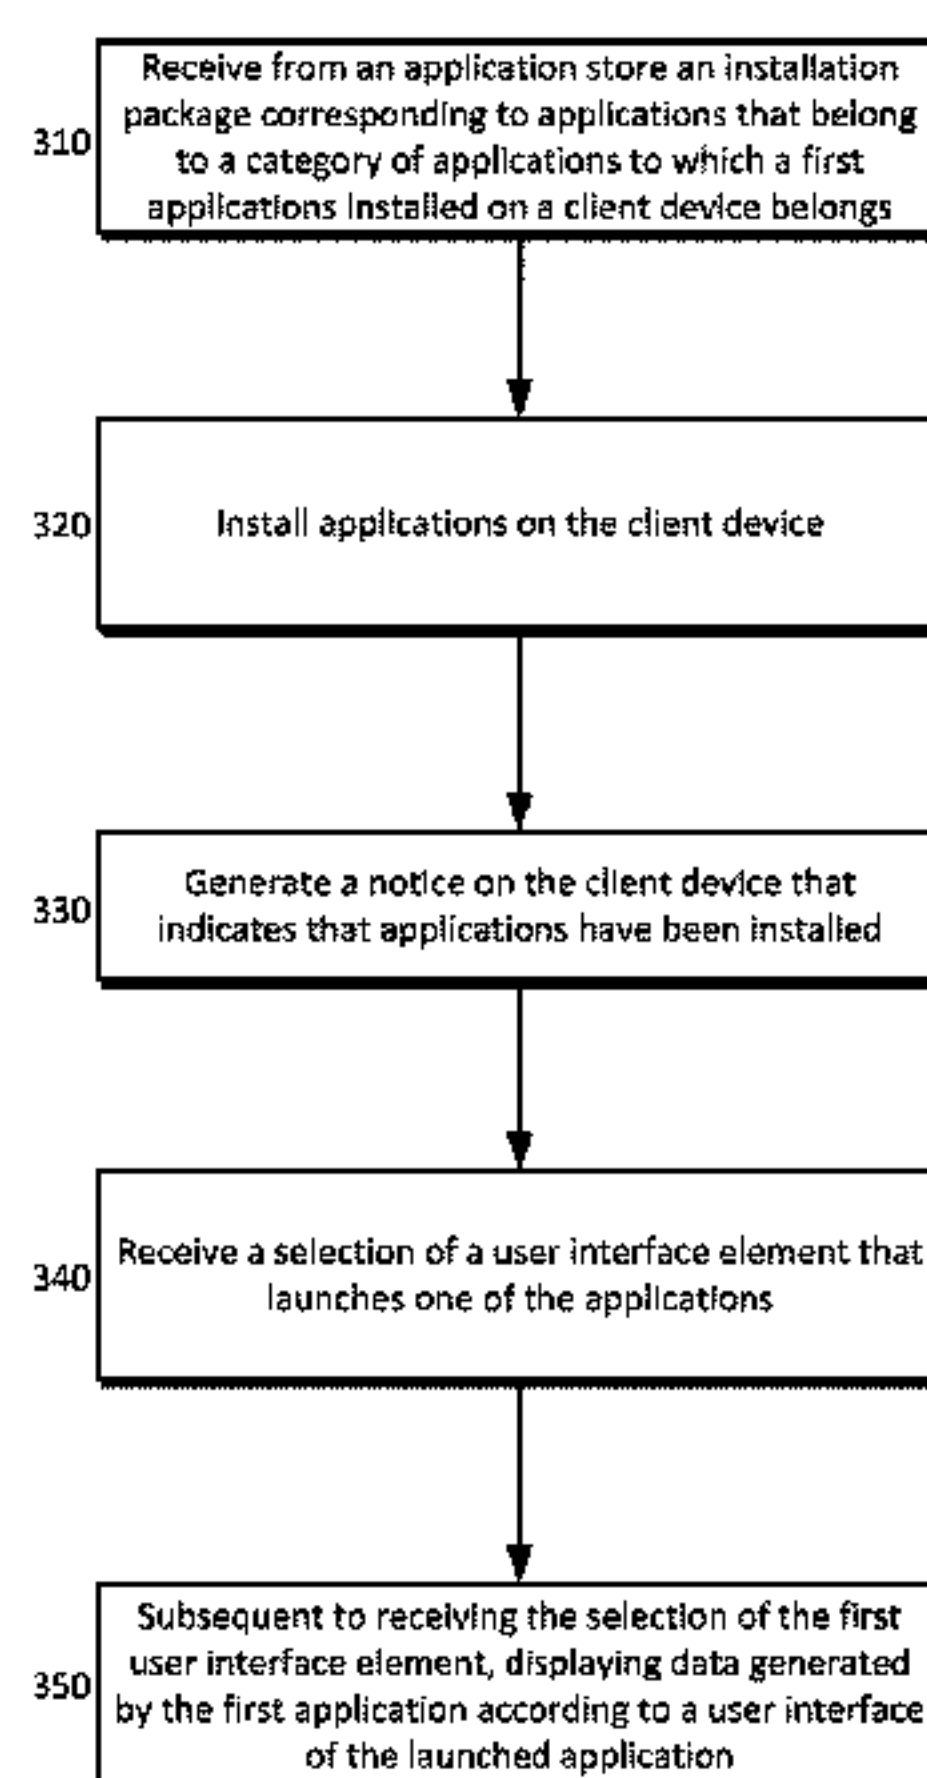 Receive from an application store an installation
package corresponding to applications that belong
310
to a category of applications to which a first
applications installed on a client device belongs
320
Install applications on the client device
Generate a notice on the client device that
330
indicates that applications have been installed
Receive a selection of a user interface element that
340
launches one of the applications
Subsequent to receiving the selection of the first
user interface element, displaying data generated
350
by the first application according to a user interface
of the launched application